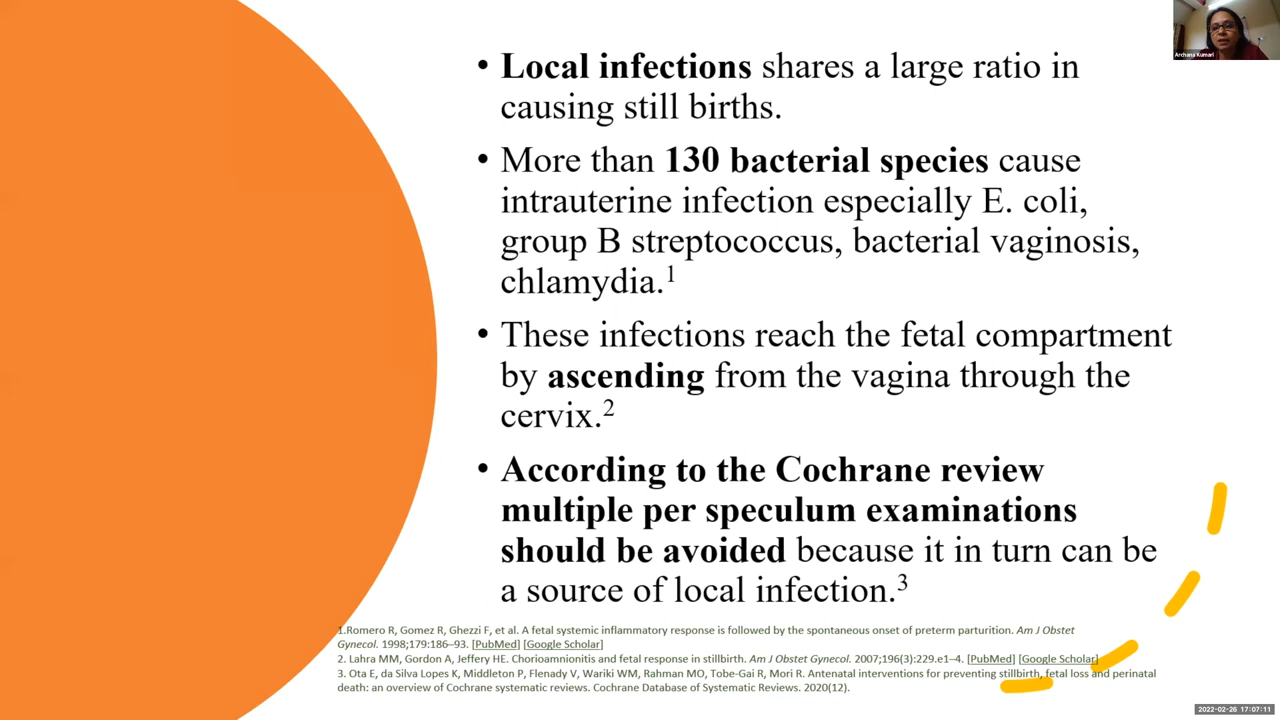 Archana Kumari
• Local infections shares a large ratio in
causing still births.
• More than 130 bacterial species cause
intrauterine infection especially E. coli,
group B streptococcus, bacterial vaginosis,
chlamydia.1
• These infections reach the fetal compartment
by ascending from the vagina through the
cervix.2
• According to the Cochrane review
multiple per speculum examinations
should be avoided because it in turn can be
a source of local infection.3
1.Romero R, Gomez R, Ghezzi F, et al. A fetal systemic inflammatory response is followed by the spontaneous onset of preterm parturition. Am J Obstet
Gynecol. 1998;179:186–93. [PubMed] [Google Scholar]
2. Lahra MM, Gordon A, Jeffery HE. Chorioamnionitis and fetal response in stillbirth. Am J Obstet Gynecol. 2007;196(3):229.e1–4. [PubMed] [Google Scholar]
3. Ota E, da Silva Lopes K, Middleton P, Flenady V, Wariki WM, Rahman MO, Tobe-Gai R, Mori R. Antenatal interventions for preventing stillbirth, fetal loss and perinatal
death: an overview of Cochrane systematic reviews. Cochrane Database of Systematic Reviews. 2020(12).
2022-02-26 17:07:11